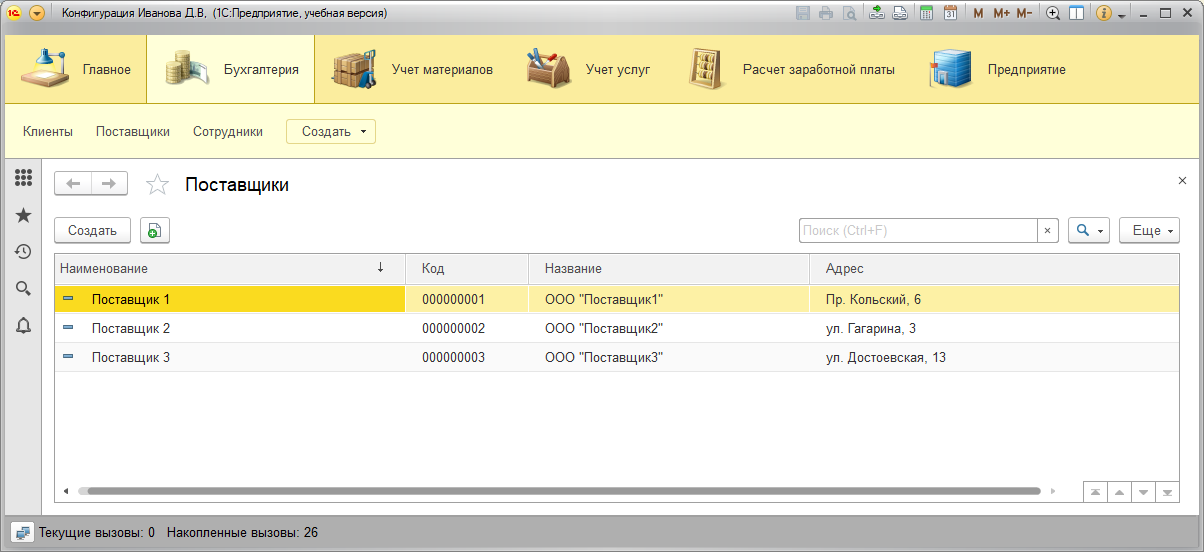 Конфигурация Иванова Д.В, (1С:Предприятие, учебная версия)
M M+ M-
31
Главное Бухгалтерия Учет материалов Учет услуг Расчет заработной платы Предприятие
Клиенты Поставщики Сотрудники Создать
Поставщики
Создать Поиск (Ctrl+F) Еще
Наименование Код Название Адрес
Поставщик 1 000000001 ООО "Поставщик1" Пр. Кольский, 6
Поставщик 2 000000002 ООО "Поставщик2" ул. Гагарина, 3
Поставщик 3 000000003 ООО "Поставщик3" ул. Достоевская, 13
Текущие вызовы: 0 Накопленные вызовы: 26